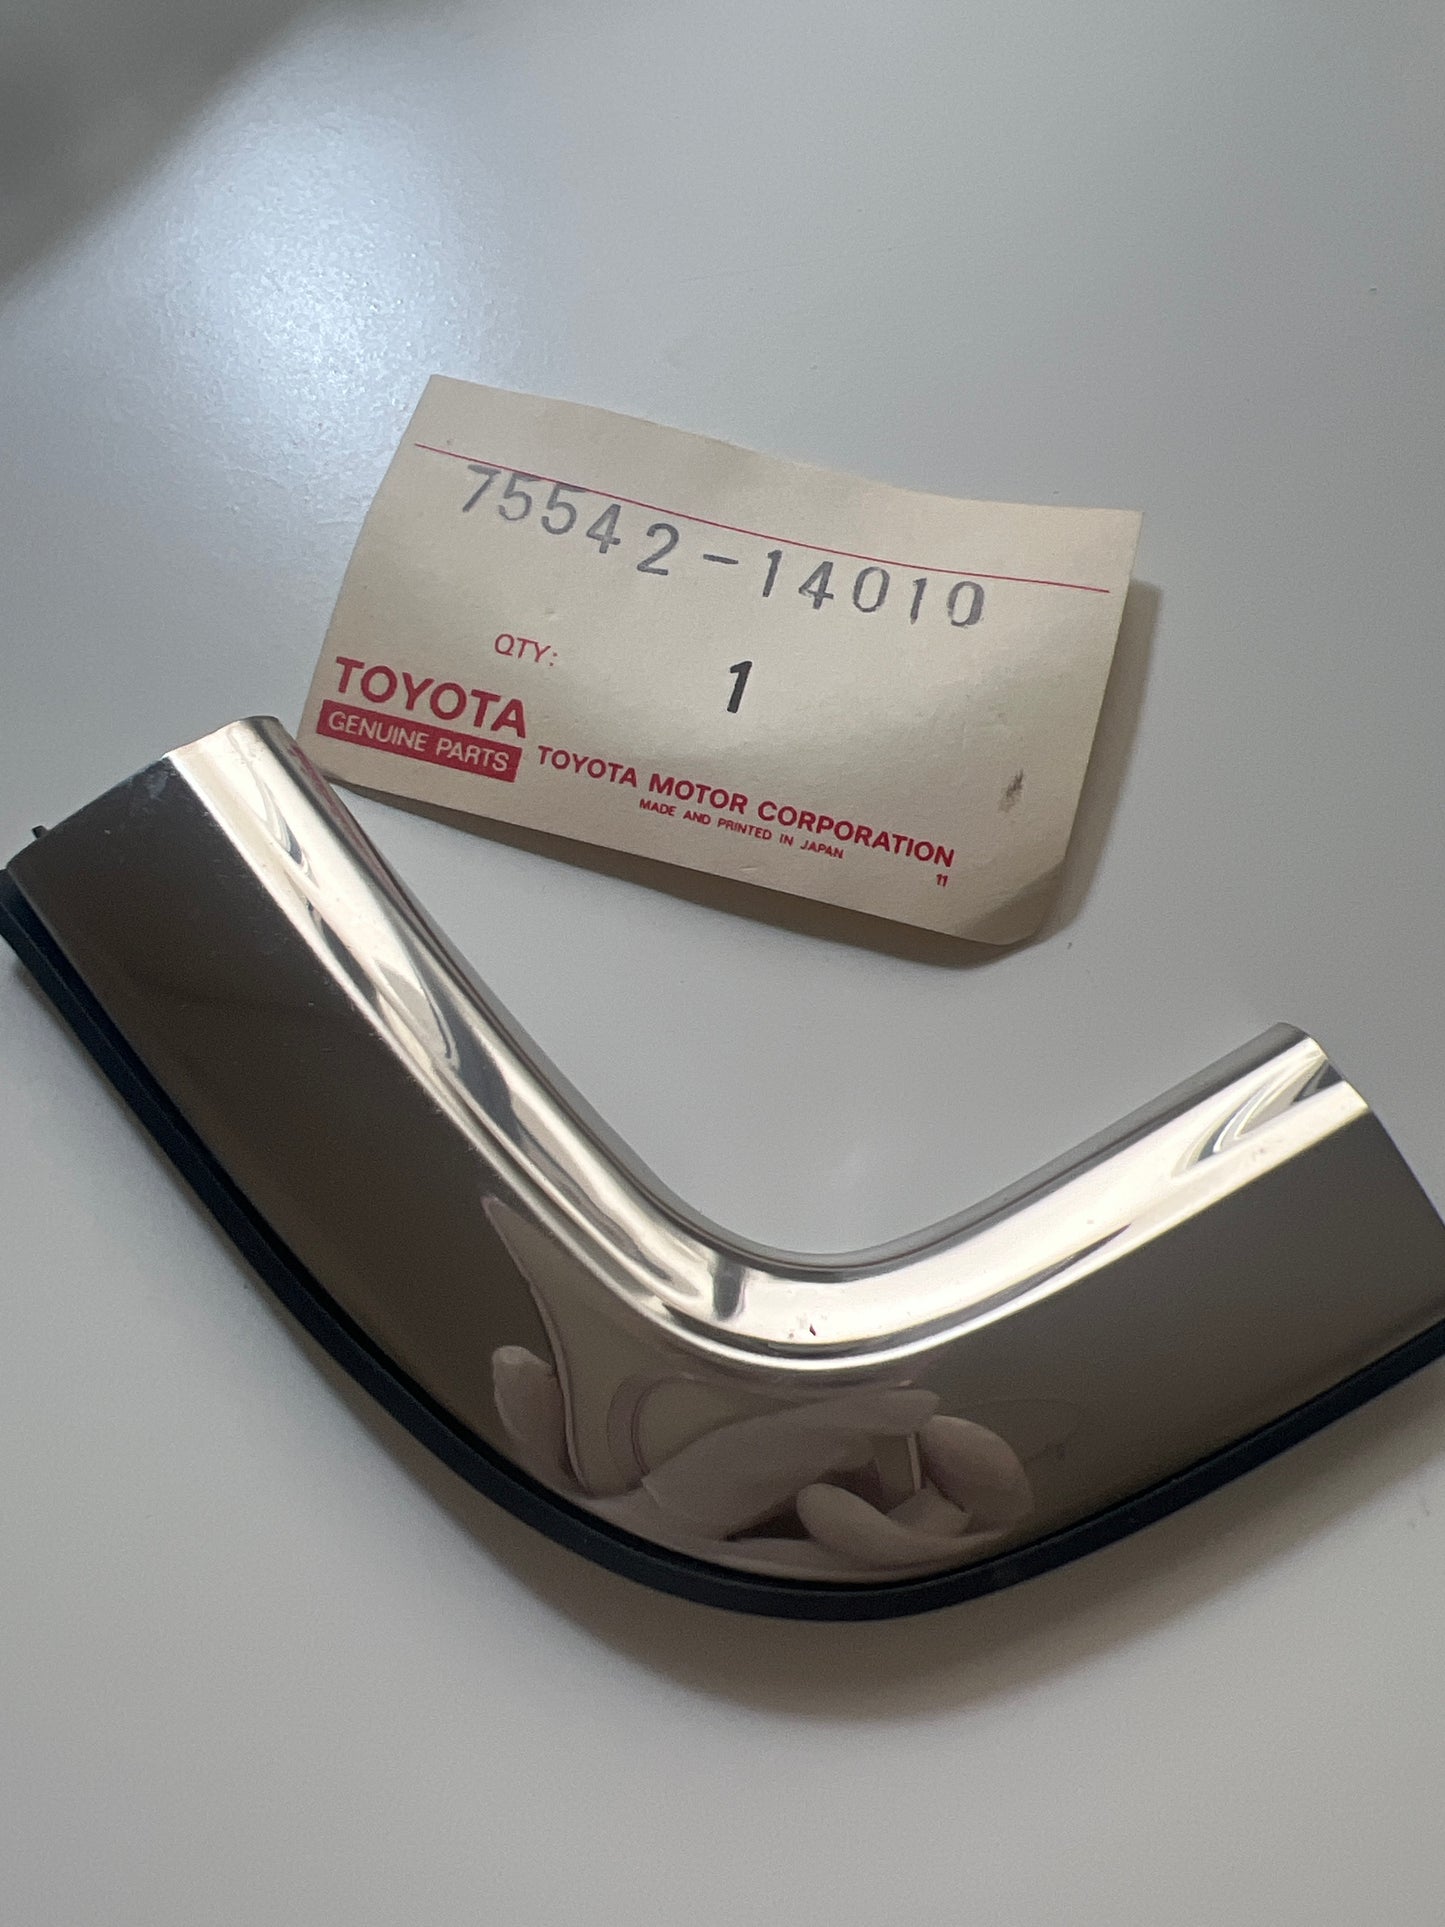 75542-14010
QTY: 1
TOYOTA
GENUINE PARTS
TOYOTA MOTOR CORPORATION
MADE AND PRINTED IN JAPAN
11